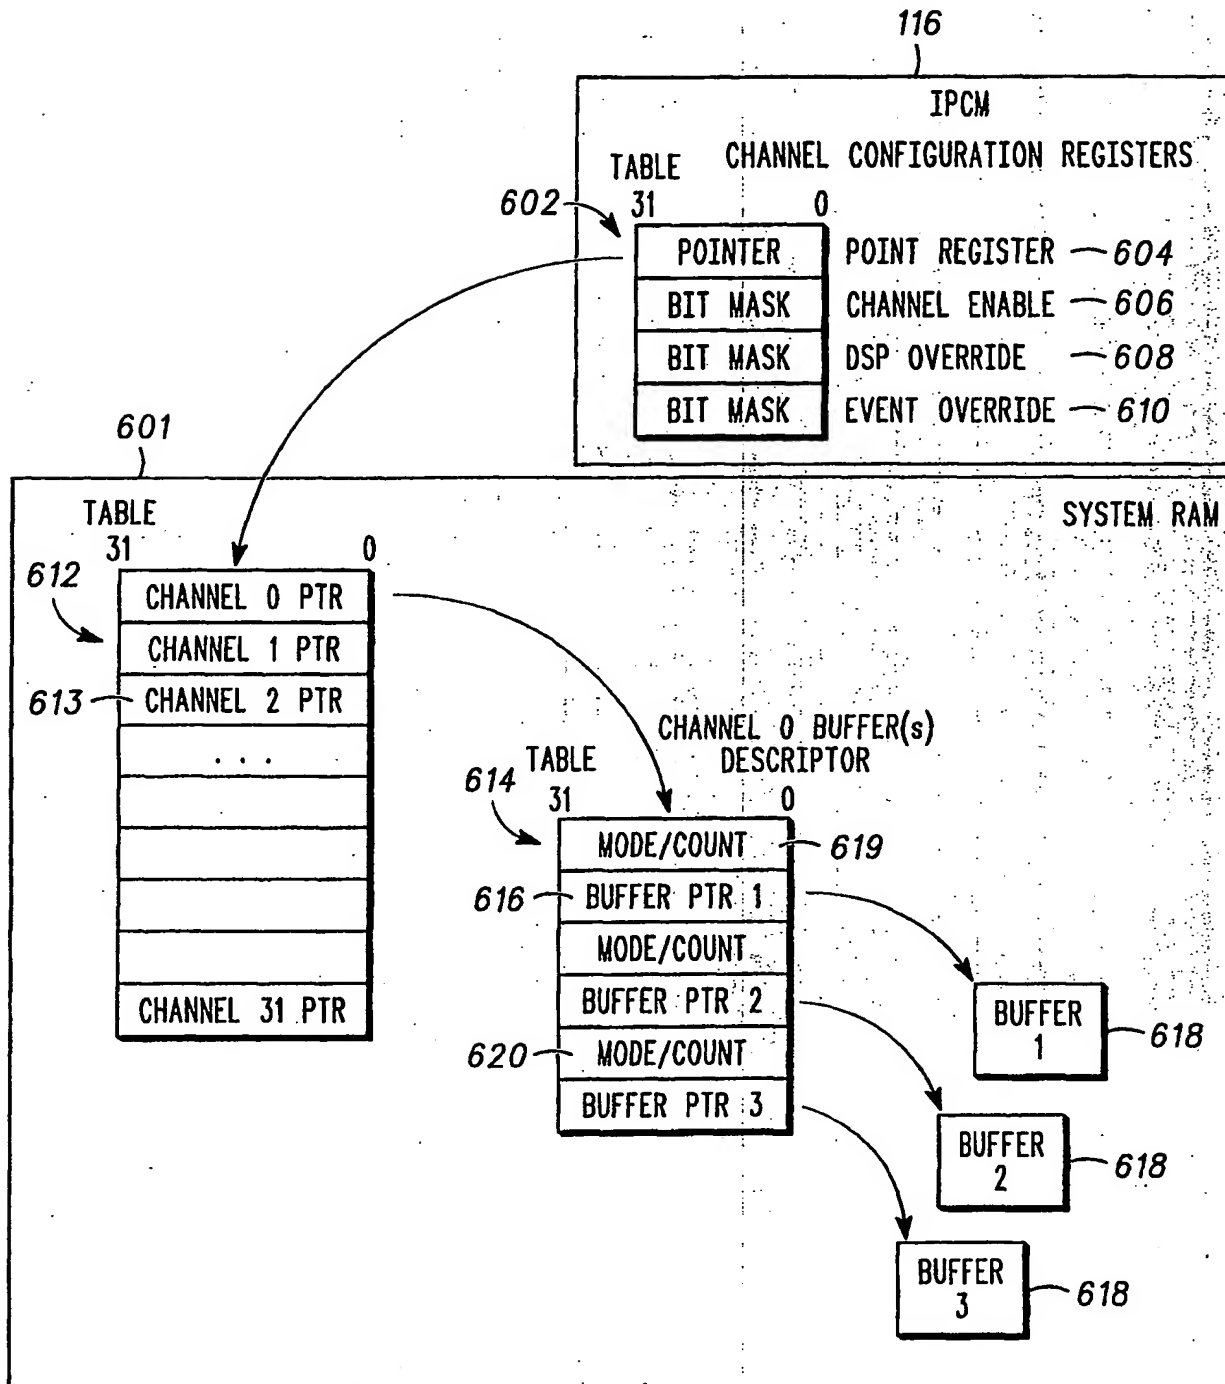 116
IPCM
CHANNEL CONFIGURATION REGISTERS
TABLE
602
31 0
POINTER POINT REGISTER 604
BIT MASK CHANNEL ENABLE 606
BIT MASK DSP OVERRIDE 608
BIT MASK EVENT OVERRIDE 610
601
SYSTEM RAM
TABLE
31 0
612
CHANNEL 0 PTR
CHANNEL 1 PTR
613 CHANNEL 2 PTR
...
CHANNEL 31 PTR
CHANNEL 0 BUFFER(s)
DESCRIPTOR
TABLE
614
31 0
MODE/COUNT 619
616 BUFFER PTR 1
MODE/COUNT
BUFFER PTR 2
620 MODE/COUNT
BUFFER PTR 3
BUFFER
1
618
BUFFER
2
618
BUFFER
3
618